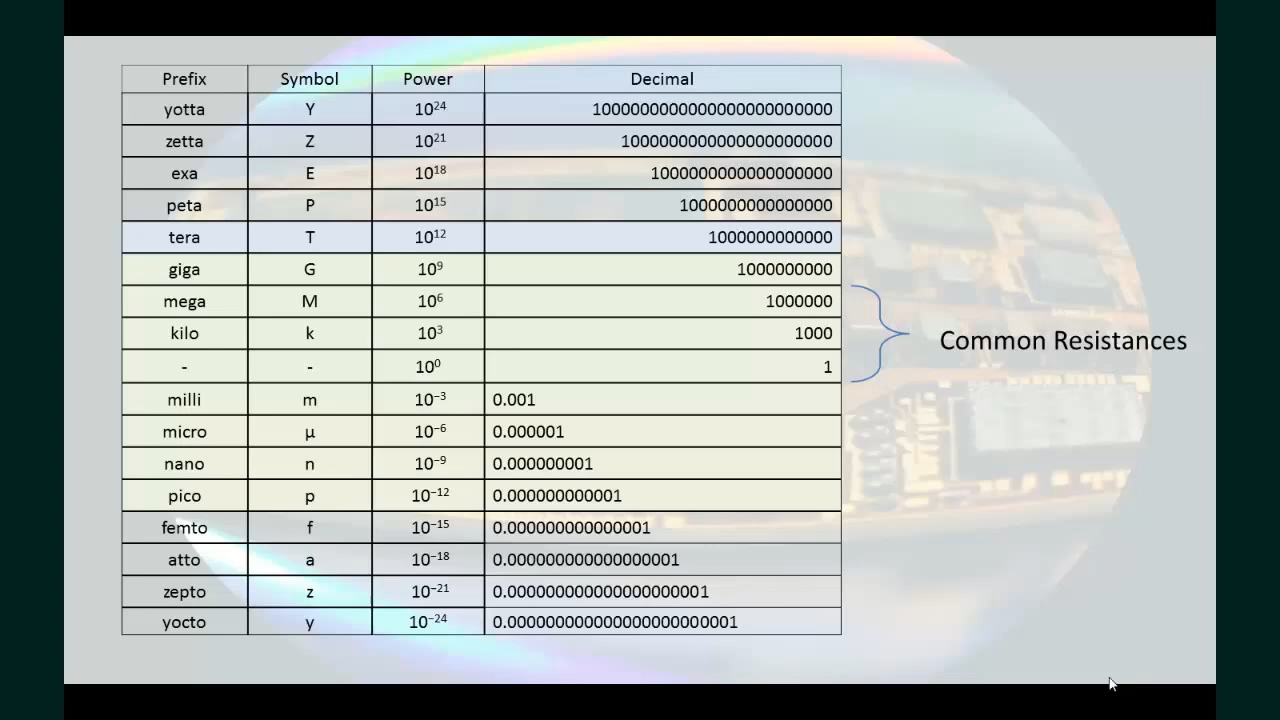 Prefix Symbol Power Decimal
yotta Y 10²⁴ 1000000000000000000000000
zetta Z 10²¹ 1000000000000000000000
exa E 10¹⁸ 1000000000000000000
peta P 10¹⁵ 1000000000000000
tera T 10¹² 1000000000000
giga G 10⁹ 1000000000
mega M 10⁶ 1000000
kilo k 10³ 1000
Common Resistances
- - 10⁰ 1
milli m 10⁻³ 0.001
micro µ 10⁻⁶ 0.000001
nano n 10⁻⁹ 0.000000001
pico p 10⁻¹² 0.000000000001
femto f 10⁻¹⁵ 0.000000000000001
atto a 10⁻¹⁸ 0.000000000000000001
zepto z 10⁻²¹ 0.000000000000000000001
yocto y 10⁻²⁴ 0.000000000000000000000001